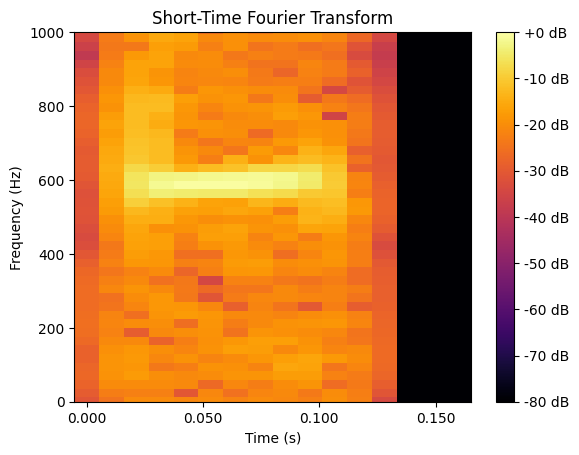 Short-Time Fourier Transform
1000
800
600
400
200
0
Frequency (Hz)
0.000
0.050
0.100
0.150
Time (s)
+0 dB
-10 dB
-20 dB
-30 dB
-40 dB
-50 dB
-60 dB
-70 dB
-80 dB